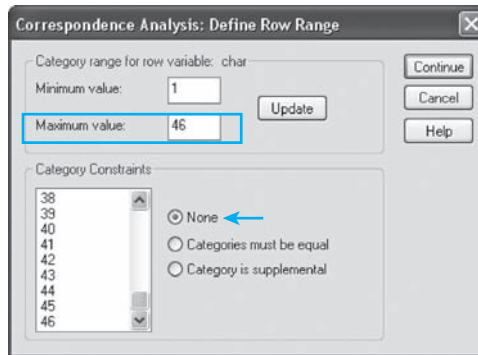 Correspondence Analysis: Define Row Range
Category range for row variable: char
Minimum value: 1
Maximum value: 46
Update
Continue
Cancel
Help
Category Constraints
38
39
40
41
42
43
44
45
46
None
Categories must be equal
Category is supplemental